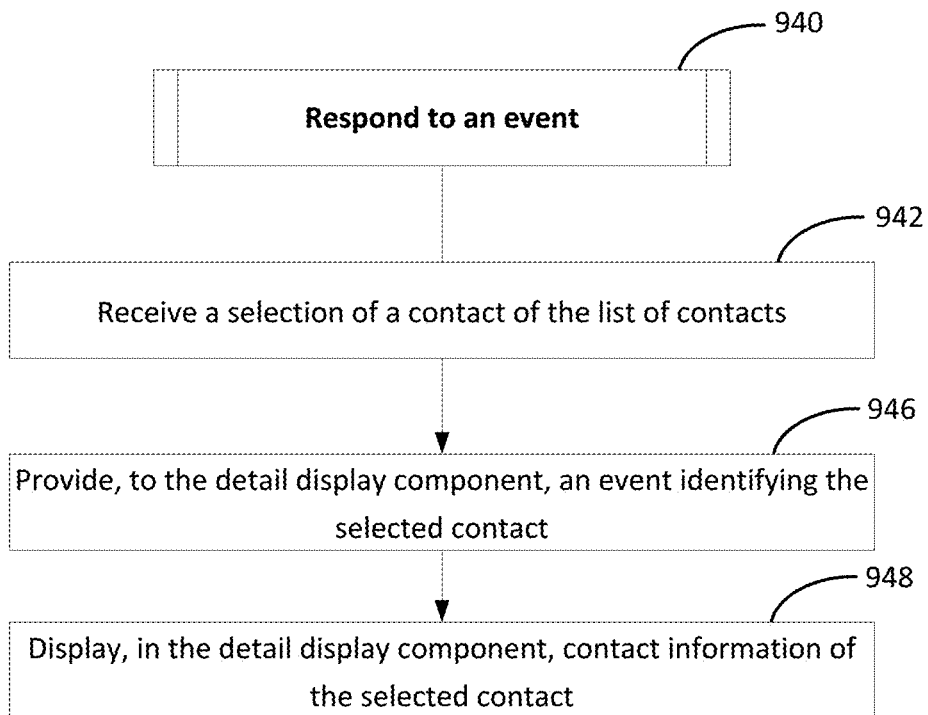 940
Respond to an event
942
Receive a selection of a contact of the list of contacts
946
Provide, to the detail display component, an event identifying the
selected contact
948
Display, in the detail display component, contact information of
the selected contact